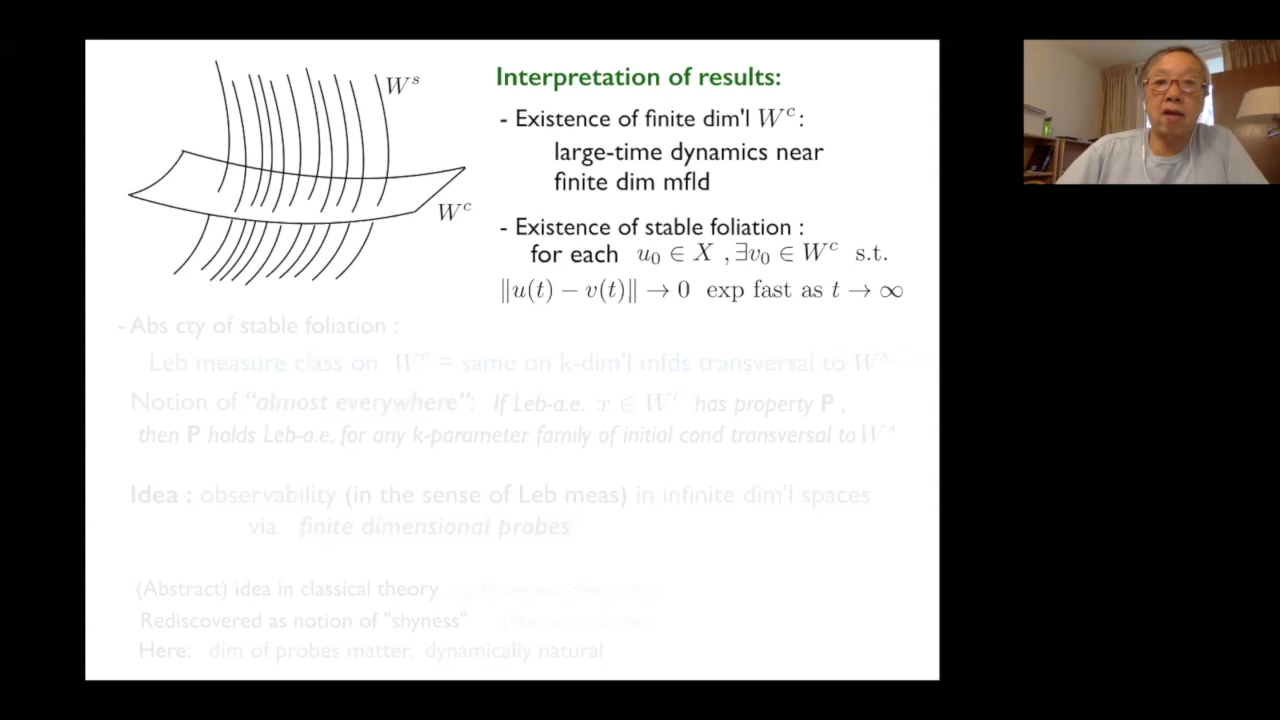 W^s
W^c
Interpretation of results:
- Existence of finite dim'l W^c:
large-time dynamics near
finite dim mfld
- Existence of stable foliation :
for each u_0 ∈ X , ∃v_0 ∈ W^c s.t.
‖u(t) − v(t)‖ → 0 exp fast as t → ∞
- Abs cty of stable foliation :
Leb measure class on W^c = same on k-dim'l mfds transversal to W^s
Notion of "almost everywhere": If Leb-a.e. x ∈ W^c has property P ,
then P holds Leb-a.e. for any k-parameter family of initial cond transversal to W^s
Idea : observability (in the sense of Leb meas) in infinite dim'l spaces
via finite dimensional probes
(Abstract) idea in classical theory
Rediscovered as notion of "shyness"
Here: dim of probes matter, dynamically natural